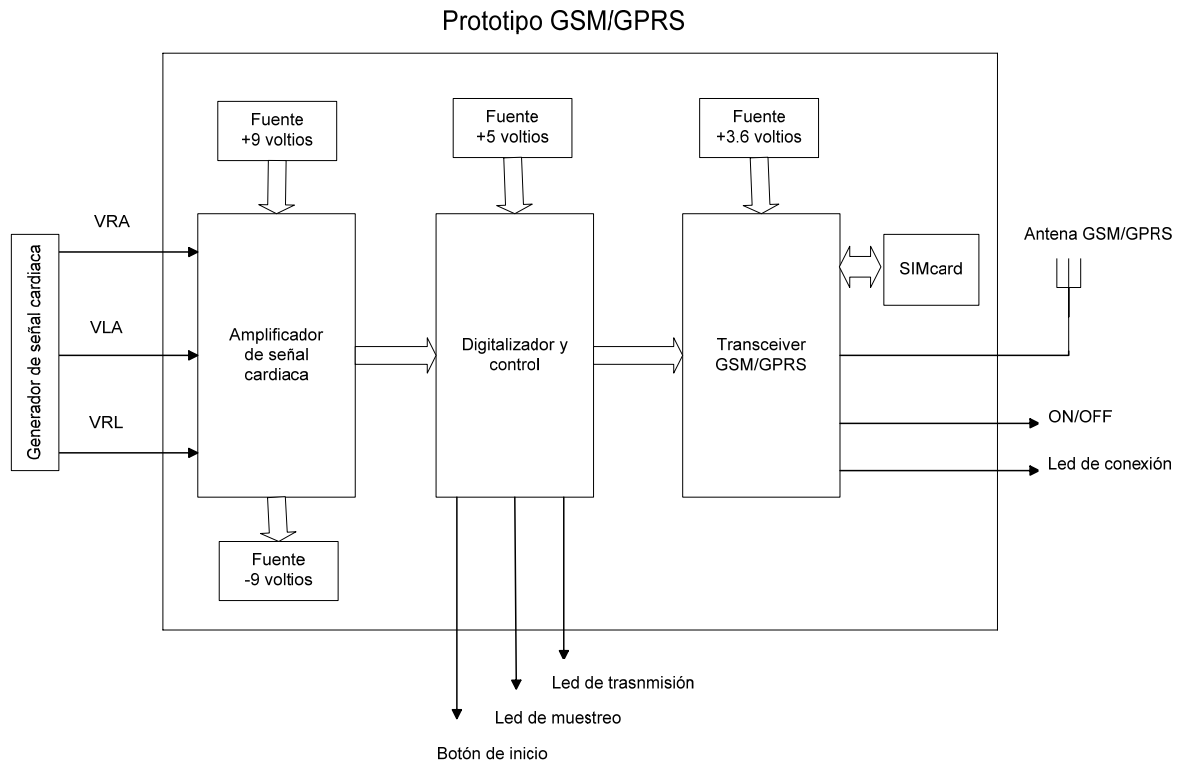 Prototipo GSM/GPRS
Fuente
+9 voltios
Fuente
+5 voltios
Fuente
+3.6 voltios
VRA
VLA
VRL
Generador de señal cardiaca
Amplificador
de señal
cardiaca
Digitalizador y
control
Transceiver
GSM/GPRS
SIMcard
Antena GSM/GPRS
ON/OFF
Led de conexión
Fuente
-9 voltios
Led de trasnmisión
Led de muestreo
Botón de inicio